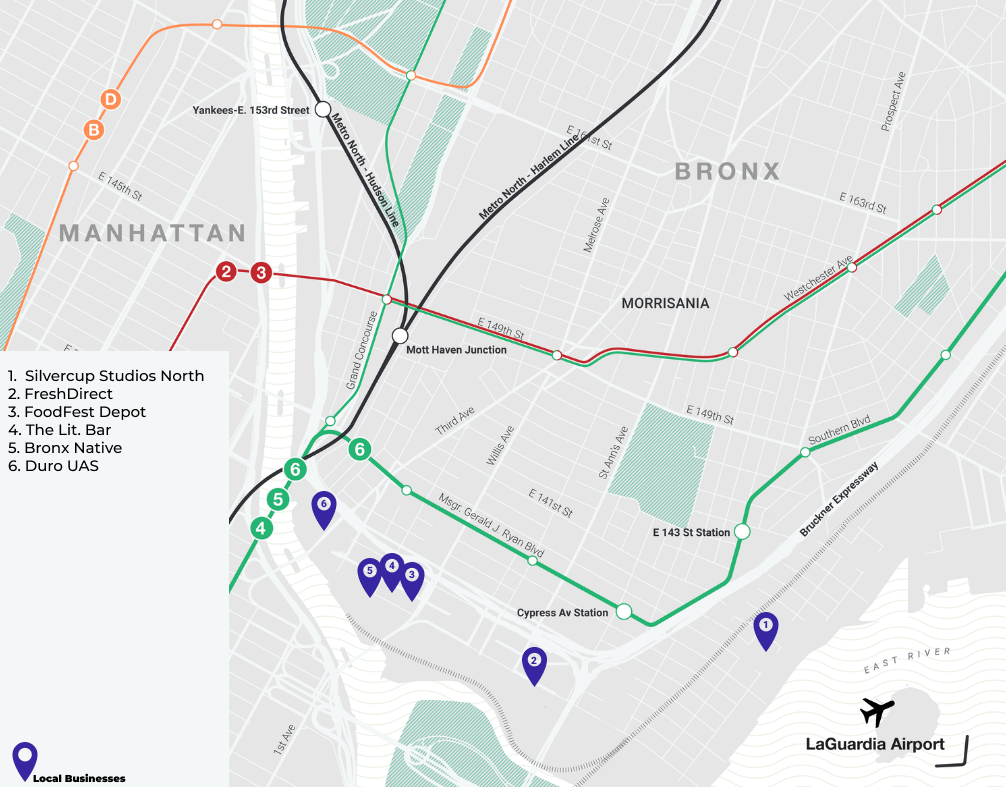 D
B
Yankees-E. 153rd Street
Metro North - Hudson Line
Metro North - Harlem Line
E 161st St
Prospect Ave
BRONX
E 145th St
E 163rd St
MANHATTAN
Melrose Ave
2
3
Westchester Ave
MORRISANIA
E 149th St
Grand Concourse
Mott Haven Junction
1. Silvercup Studios North
2. FreshDirect
3. FoodFest Depot
4. The Lit. Bar
5. Bronx Native
6. Duro UAS
Third Ave
Willis Ave
St Ann's Ave
E 149th St
Southern Blvd
6
6
5
4
6
Bruckner Expressway
E 141st St
Msgr. Gerald J. Ryan Blvd
E 143 St Station
5
4
3
Cypress Av Station
1
2
EAST RIVER
1st Ave
LaGuardia Airport
Local Businesses